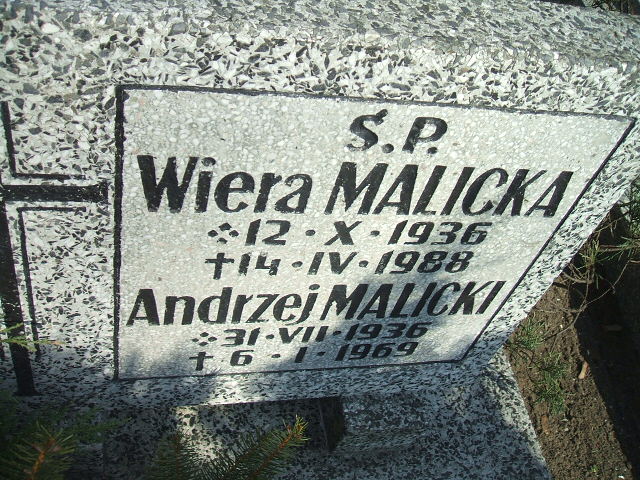 Ś.P.
Wiera MALICKA
⁘ 12 · X · 1936
† 14 · IV · 1988
Andrzej MALICKI
⁘ 31 · VII · 1936
† 6 · I · 1969